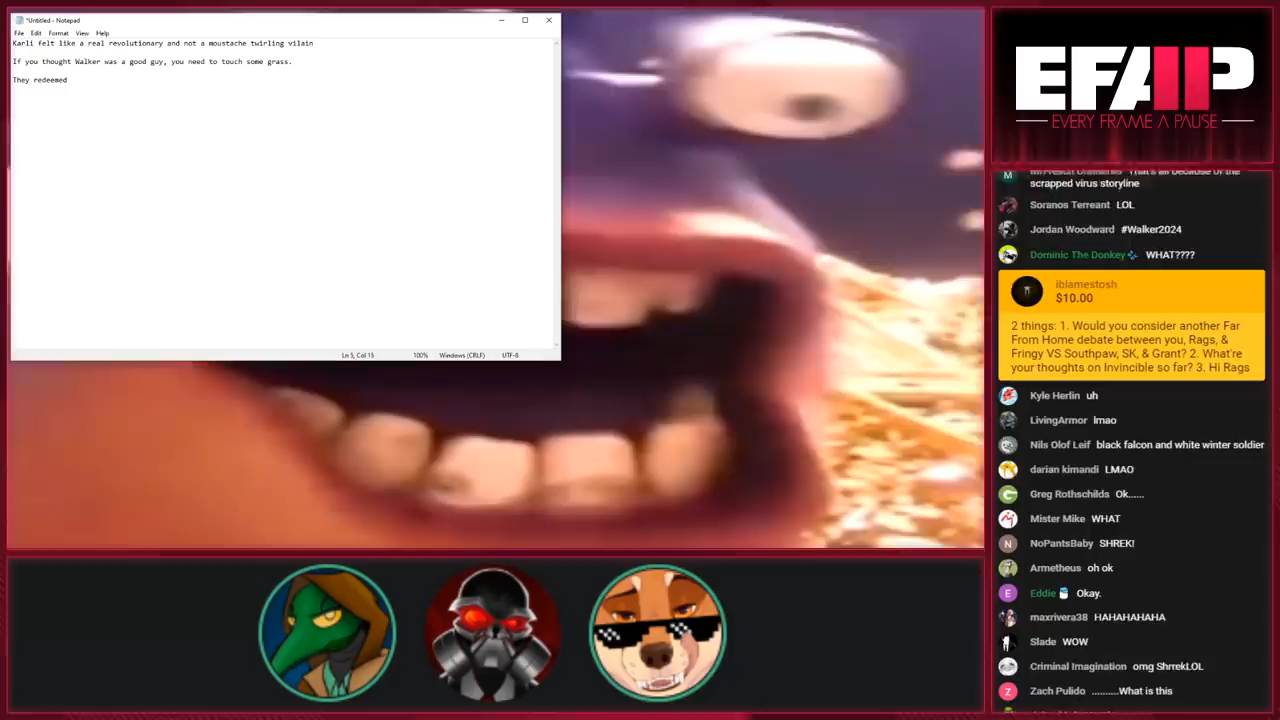 *Untitled - Notepad
File Edit Format View Help
Karli felt like a real revolutionary and not a moustache twirling vilain
If you thought Walker was a good guy, you need to touch some grass.
They redeemed
Ln 5, Col 15 100% Windows (CRLF) UTF-8
EFAP
EVERY FRAME A PAUSE
scrapped virus storyline
Soranos Terreant LOL
Jordan Woodward #Walker2024
Dominic The Donkey WHAT????
iblamestosh
$10.00
2 things: 1. Would you consider another Far
From Home debate between you, Rags, &
Fringy VS Southpaw, SK, & Grant? 2. What're
your thoughts on Invincible so far? 3. Hi Rags
Kyle Herlin uh
LivingArmor lmao
Nils Olof Leif black falcon and white winter soldier
darian kimandi LMAO
Greg Rothschilds Ok......
Mister Mike WHAT
NoPantsBaby SHREK!
Armetheus oh ok
Eddie Okay.
maxrivera38 HAHAHAHAHA
Slade WOW
Criminal Imagination omg ShrrekLOL
Zach Pulido ..........What is this